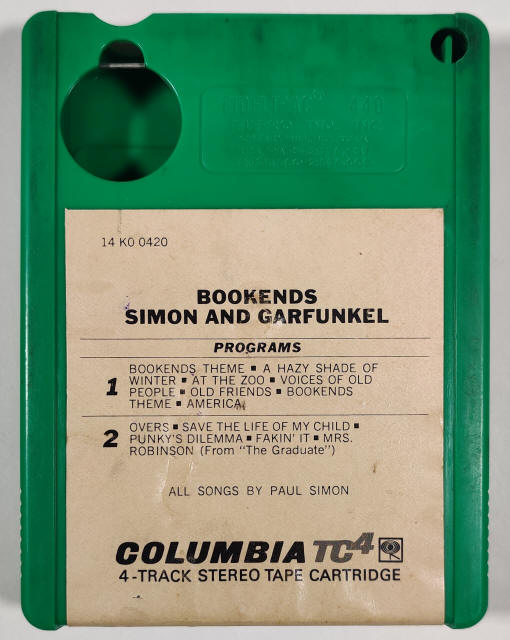 14 KO 0420
BOOKENDS
SIMON AND GARFUNKEL
PROGRAMS
1 BOOKENDS THEME ▪ A HAZY SHADE OF
WINTER ▪ AT THE ZOO ▪ VOICES OF OLD
PEOPLE ▪ OLD FRIENDS ▪ BOOKENDS
THEME ▪ AMERICA
2 OVERS ▪ SAVE THE LIFE OF MY CHILD ▪
PUNKY'S DILEMMA ▪ FAKIN' IT ▪ MRS.
ROBINSON (From "The Graduate")
ALL SONGS BY PAUL SIMON
COLUMBIA TC4
4-TRACK STEREO TAPE CARTRIDGE